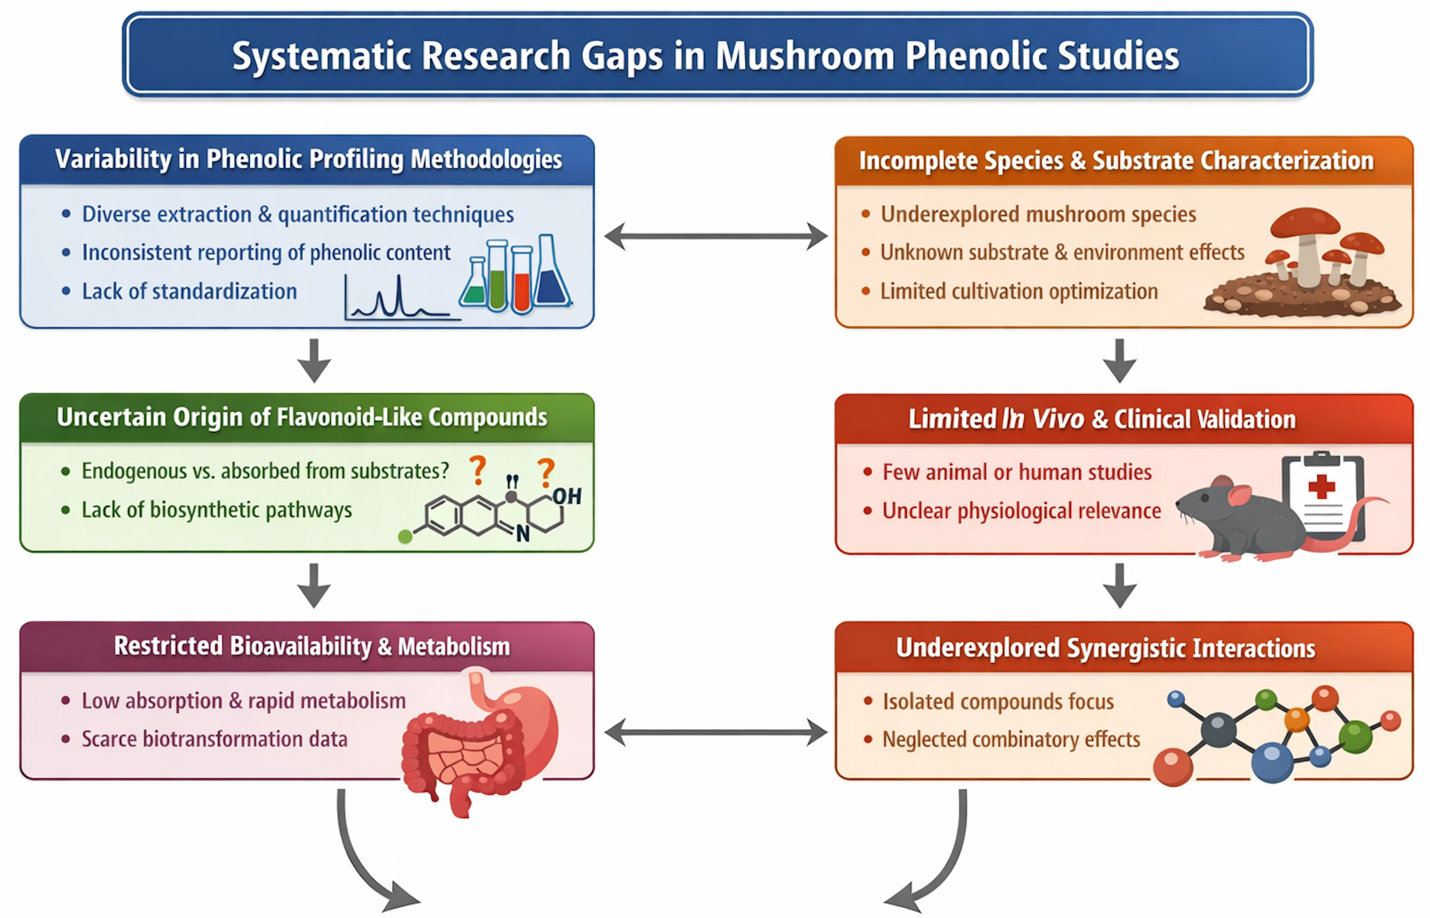 Systematic Research Gaps in Mushroom Phenolic Studies
Variability in Phenolic Profiling Methodologies
• Diverse extraction & quantification techniques
• Inconsistent reporting of phenolic content
• Lack of standardization
Incomplete Species & Substrate Characterization
• Underexplored mushroom species
• Unknown substrate & environment effects
• Limited cultivation optimization
Uncertain Origin of Flavonoid-Like Compounds
• Endogenous vs. absorbed from substrates?
• Lack of biosynthetic pathways
? ?
OH
N
Limited In Vivo & Clinical Validation
• Few animal or human studies
• Unclear physiological relevance
Restricted Bioavailability & Metabolism
• Low absorption & rapid metabolism
• Scarce biotransformation data
Underexplored Synergistic Interactions
• Isolated compounds focus
• Neglected combinatory effects